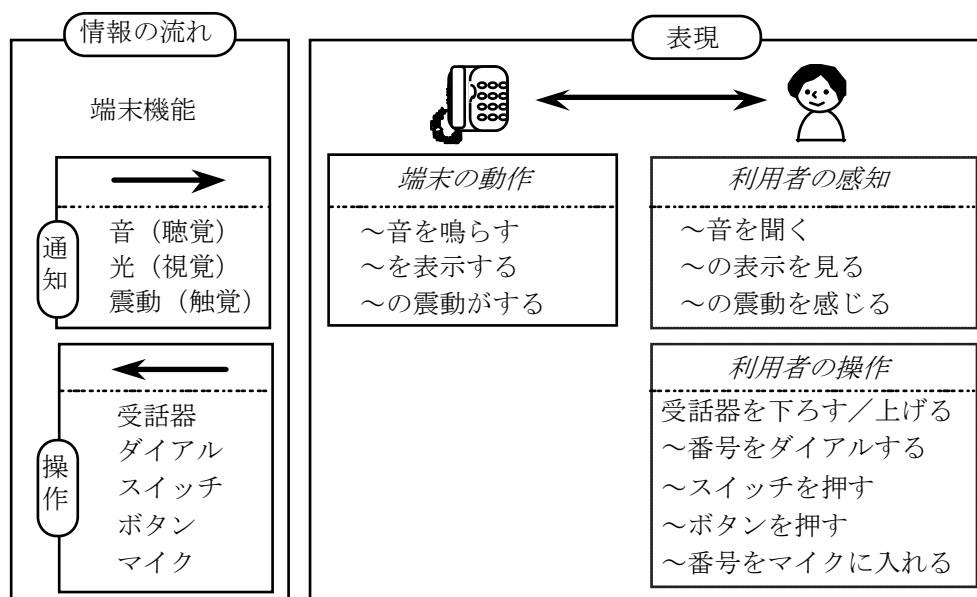 情報の流れ
端末機能
通知
音（聴覚）
光（視覚）
震動（触覚）
操作
受話器
ダイアル
スイッチ
ボタン
マイク
表現
端末の動作
～音を鳴らす
～を表示する
～の震動がする
利用者の感知
～音を聞く
～の表示を見る
～の震動を感じる
利用者の操作
受話器を下ろす／上げる
～番号をダイアルする
～スイッチを押す
～ボタンを押す
～番号をマイクに入れる